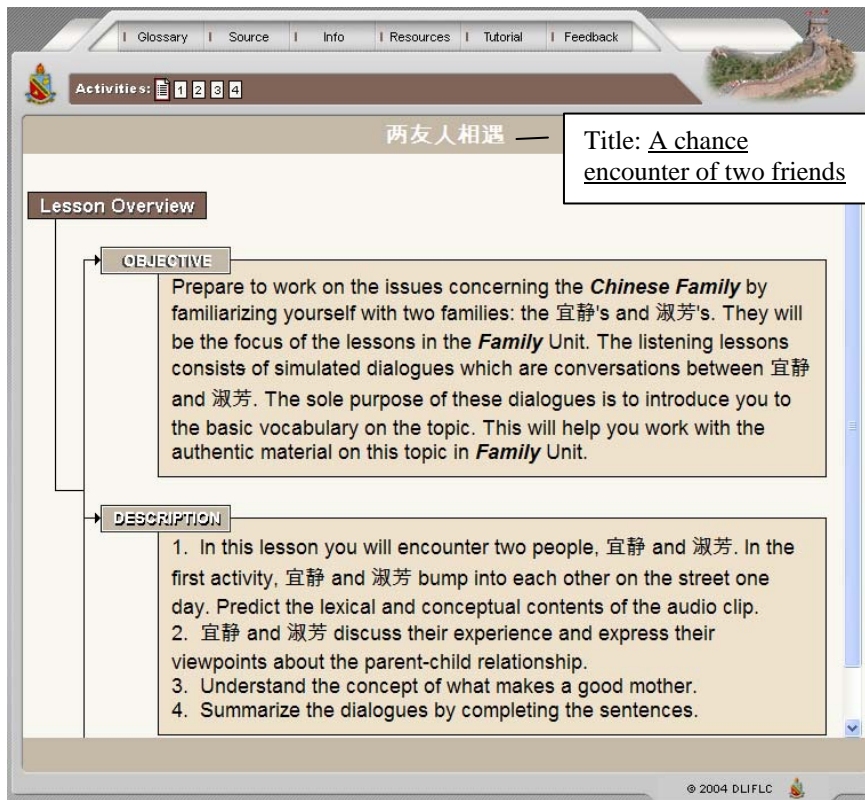 Glossary Source Info Resources Tutorial Feedback
Activities: 1 2 3 4
两友人相遇
Title: A chance
encounter of two friends
Lesson Overview
OBJECTIVE
Prepare to work on the issues concerning the Chinese Family by
familiarizing yourself with two families: the 宜静's and 淑芳's. They will
be the focus of the lessons in the Family Unit. The listening lessons
consists of simulated dialogues which are conversations between 宜静
and 淑芳. The sole purpose of these dialogues is to introduce you to
the basic vocabulary on the topic. This will help you work with the
authentic material on this topic in Family Unit.
DESCRIPTION
1. In this lesson you will encounter two people, 宜静 and 淑芳. In the
first activity, 宜静 and 淑芳 bump into each other on the street one
day. Predict the lexical and conceptual contents of the audio clip.
2. 宜静 and 淑芳 discuss their experience and express their
viewpoints about the parent-child relationship.
3. Understand the concept of what makes a good mother.
4. Summarize the dialogues by completing the sentences.
© 2004 DLIFLC